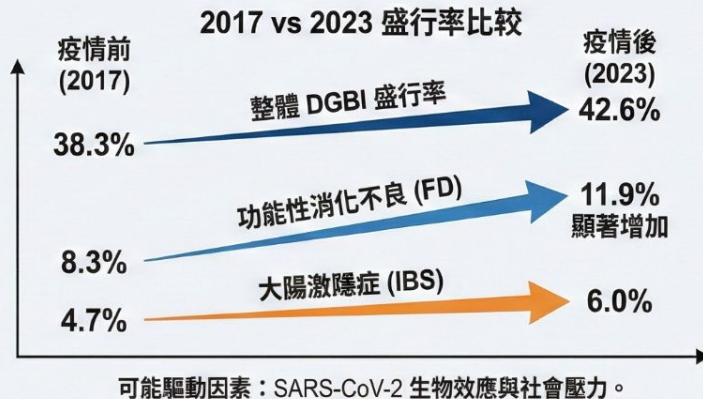 2017 vs 2023 盛行率比較
疫情前
(2017)
疫情後
(2023)
整體 DGBI 盛行率
38.3%
42.6%
功能性消化不良 (FD)
8.3%
11.9%
顯著增加
大腸激隱症 (IBS)
4.7%
6.0%
可能驅動因素：SARS-CoV-2 生物效應與社會壓力。